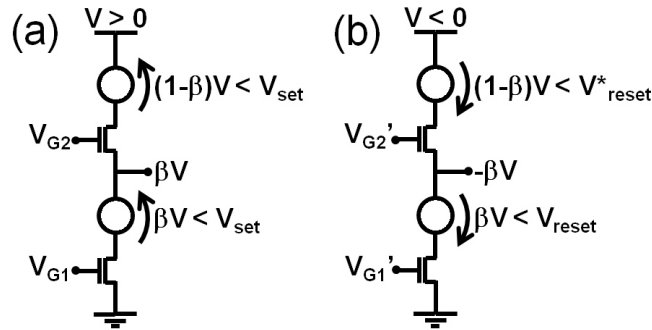 (a)
V > 0
(1-β)V < Vset
VG2
βV
βV < Vset
VG1
(b)
V < 0
(1-β)V < V*reset
VG2’
-βV
βV < Vreset
VG1’